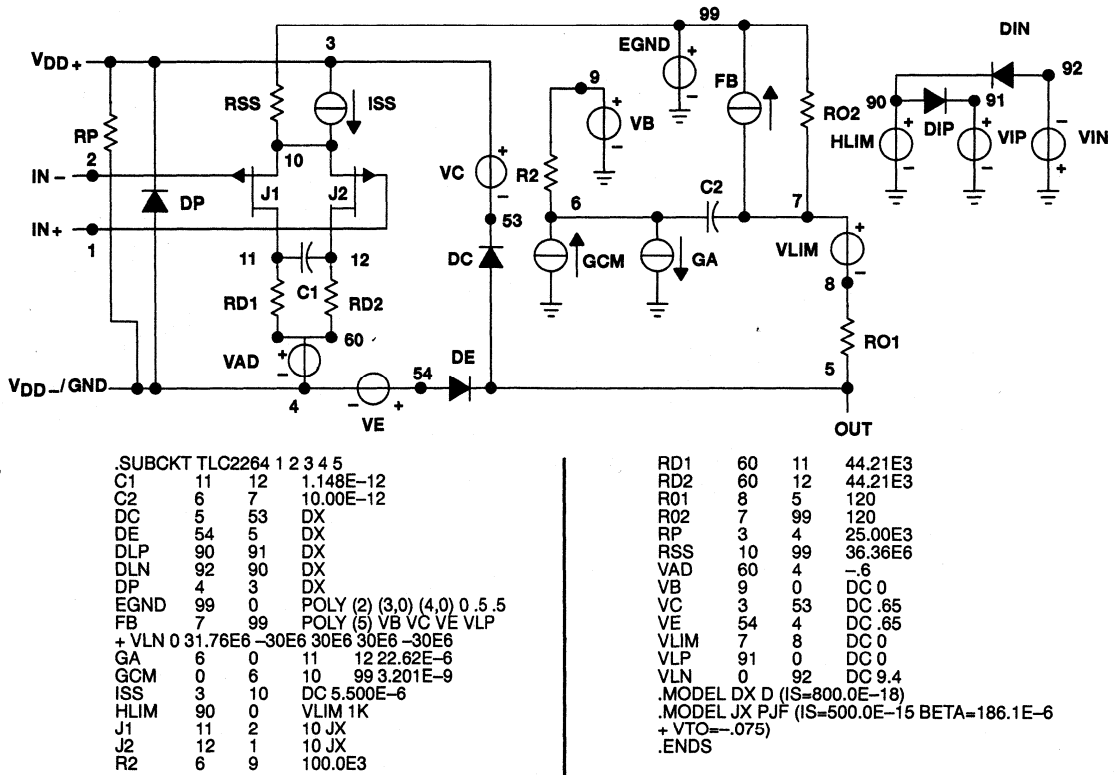 99
DIN
3
EGND
+
VDD+
92
FB
9
RSS
ISS
+
90
91
RO2
–
RP
VB
+
–
+
+
–
HLIM
DIP
VIP
VIN
10
2
–
–
+
IN –
+
C2
VC
R2
J1
J2
–
DP
6
7
IN+
53
+
1
VLIM
DC
GCM
GA
11
12
–
C1
8
RD1
RD2
RO1
60
+
DE
VAD
–
54
5
VDD –/GND
4
–
+
VE
OUT
.SUBCKT TLC2264 1 2 3 4 5
C1 11 12 1.148E–12
C2 6 7 10.00E–12
DC 5 53 DX
DE 54 5 DX
DLP 90 91 DX
DLN 92 90 DX
DP 4 3 DX
EGND 99 0 POLY (2) (3,0) (4,0) 0 .5 .5
FB 7 99 POLY (5) VB VC VE VLP
+ VLN 0 31.76E6 –30E6 30E6 30E6 –30E6
GA 6 0 11 12 22.62E–6
GCM 0 6 10 99 3.201E–9
ISS 3 10 DC 5.500E–6
HLIM 90 0 VLIM 1K
J1 11 2 10 JX
J2 12 1 10 JX
R2 6 9 100.0E3
RD1 60 11 44.21E3
RD2 60 12 44.21E3
R01 8 5 120
R02 7 99 120
RP 3 4 25.00E3
RSS 10 99 36.36E6
VAD 60 4 –.6
VB 9 0 DC 0
VC 3 53 DC .65
VE 54 4 DC .65
VLIM 7 8 DC 0
VLP 91 0 DC 0
VLN 0 92 DC 9.4
.MODEL DX D (IS=800.0E–18)
.MODEL JX PJF (IS=500.0E–15 BETA=186.1E–6
+ VTO=–.075)
.ENDS